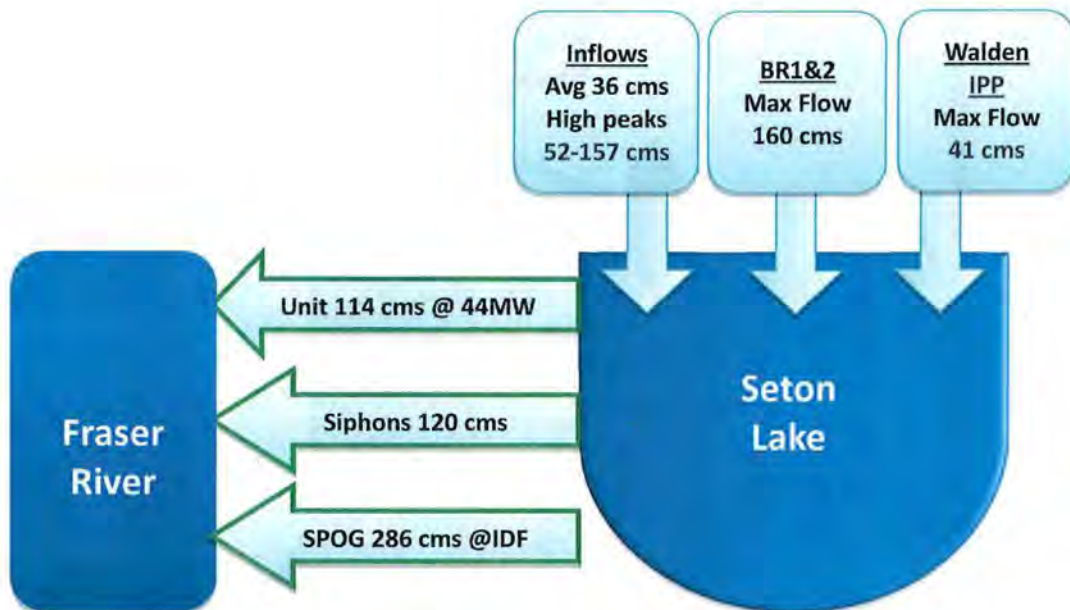 Inflows
Avg 36 cms
High peaks
52-157 cms
BR1&2
Max Flow
160 cms
Walden
IPP
Max Flow
41 cms
Unit 114 cms @ 44MW
Siphons 120 cms
SPOG 286 cms @IDF
Fraser
River
Seton
Lake